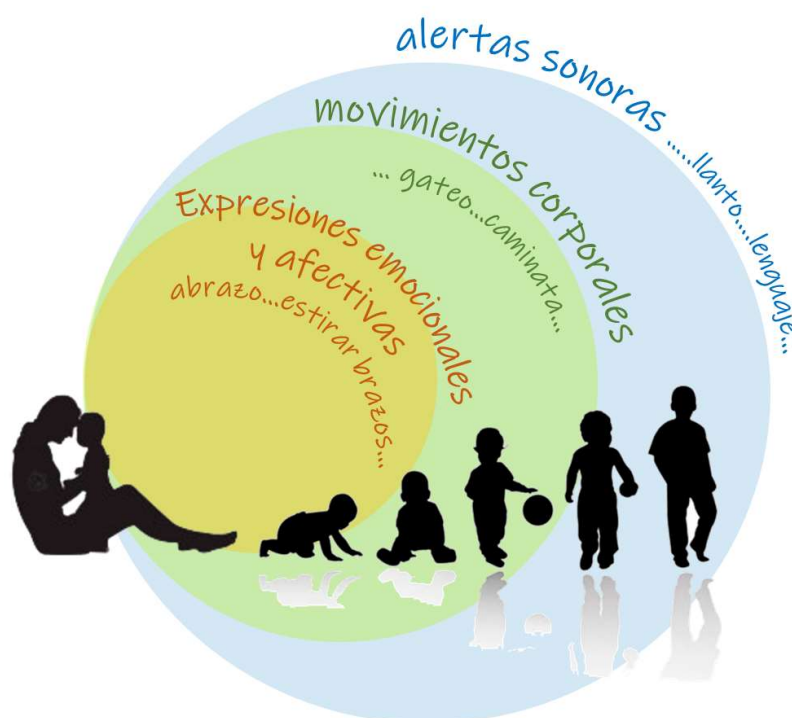 alertas sonoras .....llanto....lenguaje...
movimientos corporales
... gateo...caminata...
Expresiones emocionales
y afectivas
abrazo...estirar brazos...